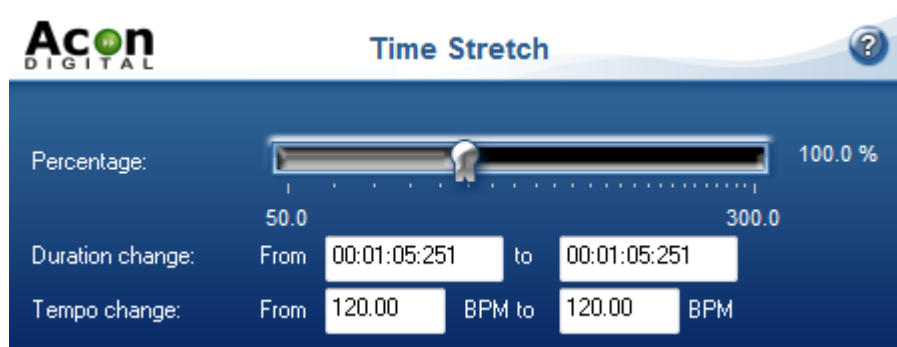 Acon
DIGITAL
Time Stretch
?
Percentage:
100.0 %
50.0
300.0
Duration change: From 00:01:05:251 to 00:01:05:251
Tempo change: From 120.00 BPM to 120.00 BPM